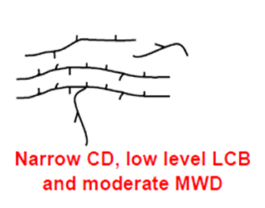 Narrow CD, low level LCB
and moderate MWD